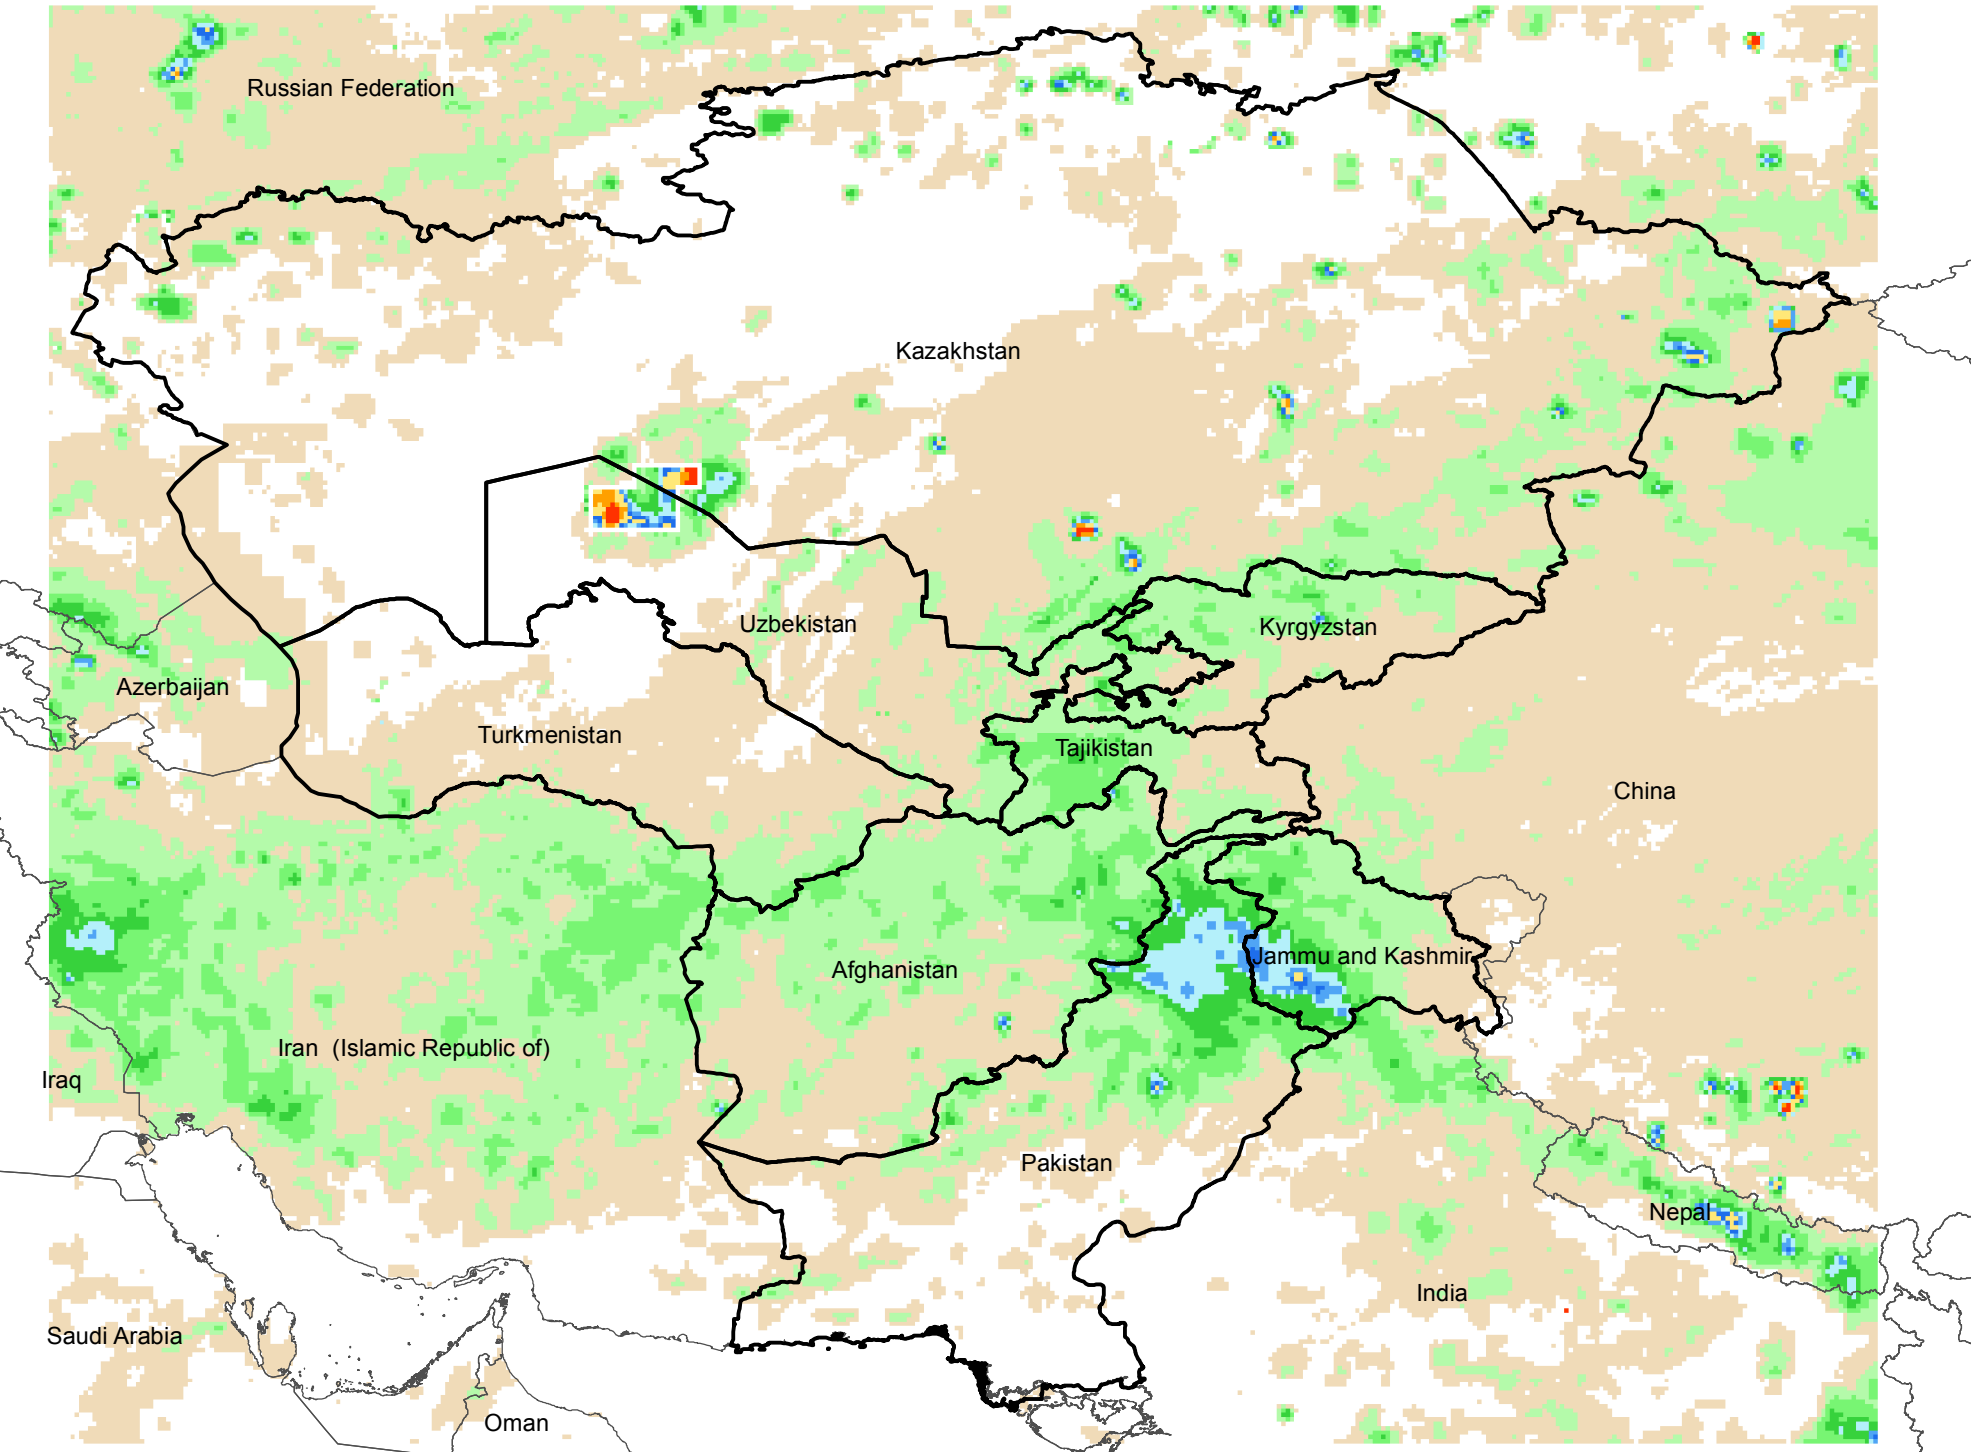 Russian Federation
Kazakhstan
Uzbekistan
Kyrgyzstan
Azerbaijan
Turkmenistan
Tajikistan
China
Jammu and Kashmir
Afghanistan
Iran  (Islamic Republic of)
Iraq
Pakistan
Nepal
India
Saudi Arabia
Oman